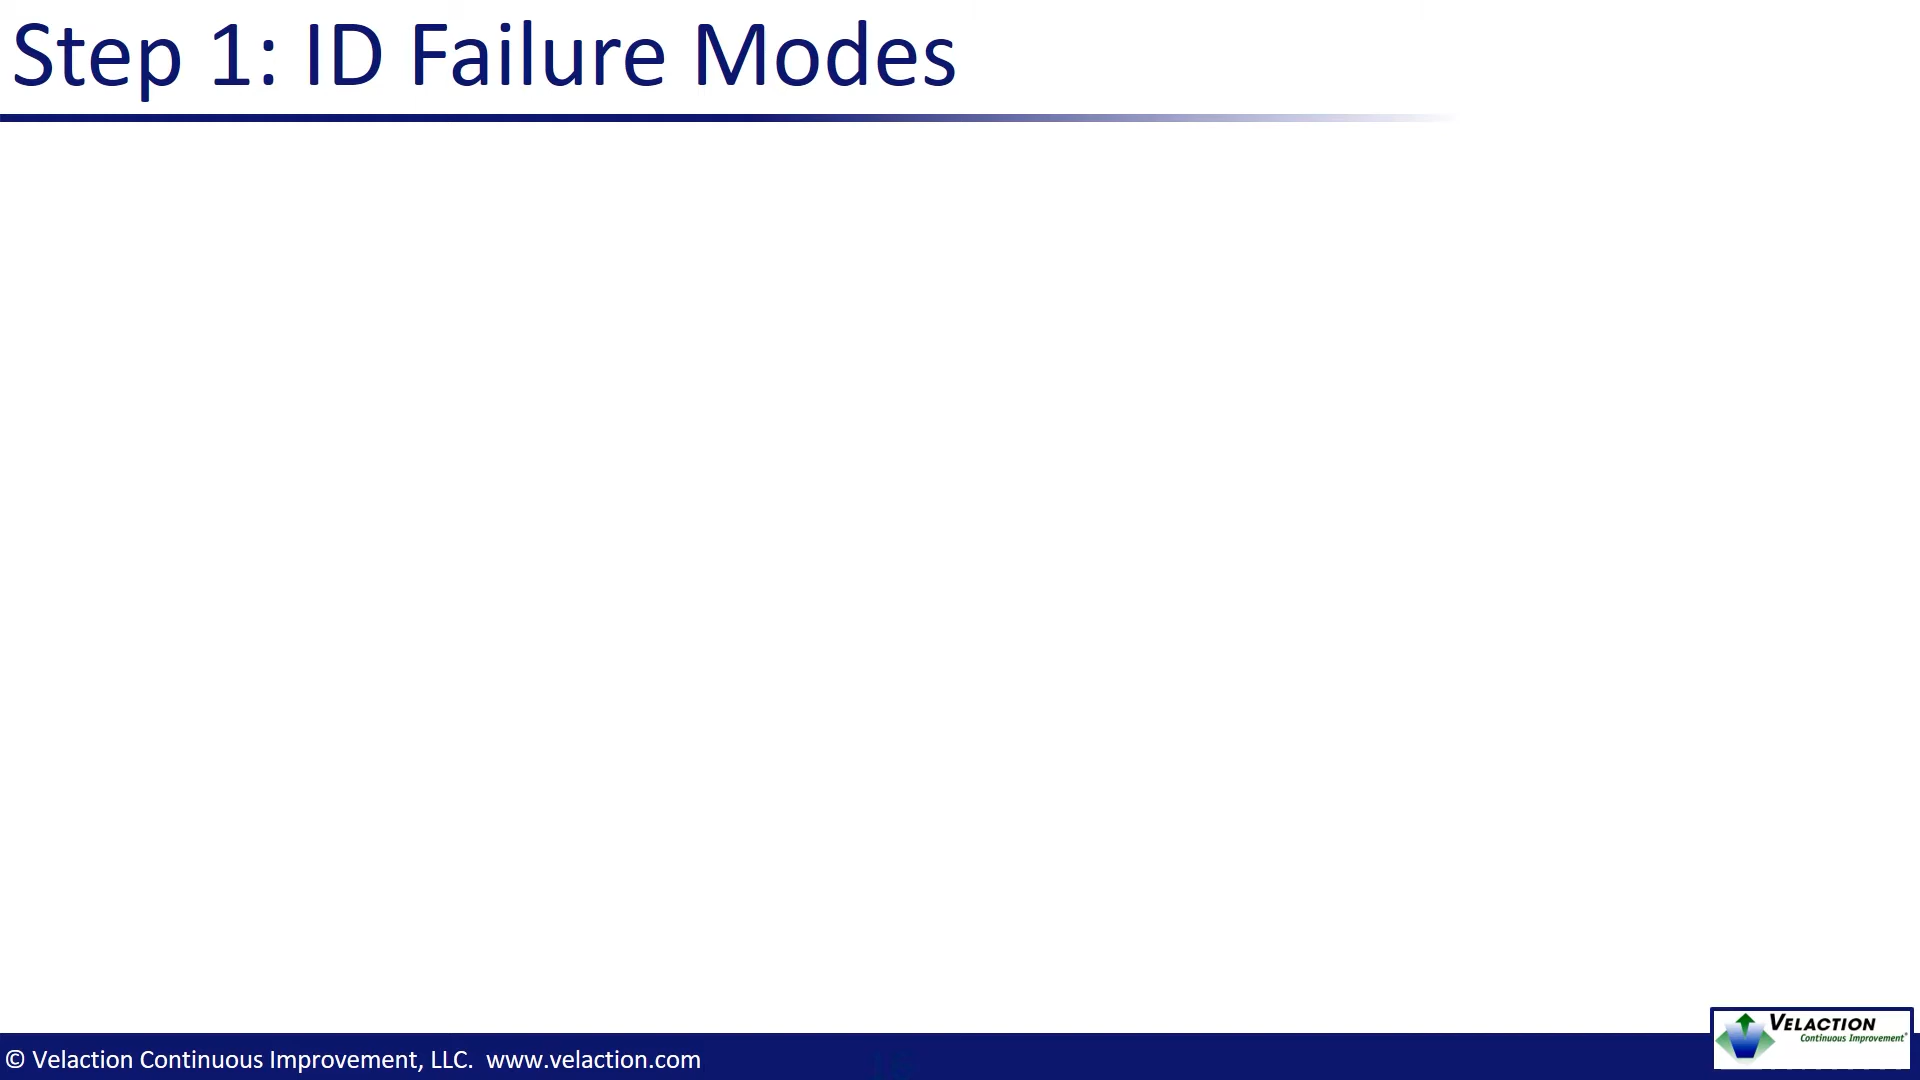 Step 1: ID Failure Modes
VELACTION
Continuous Improvement
© Velaction Continuous Improvement, LLC. www.velaction.com